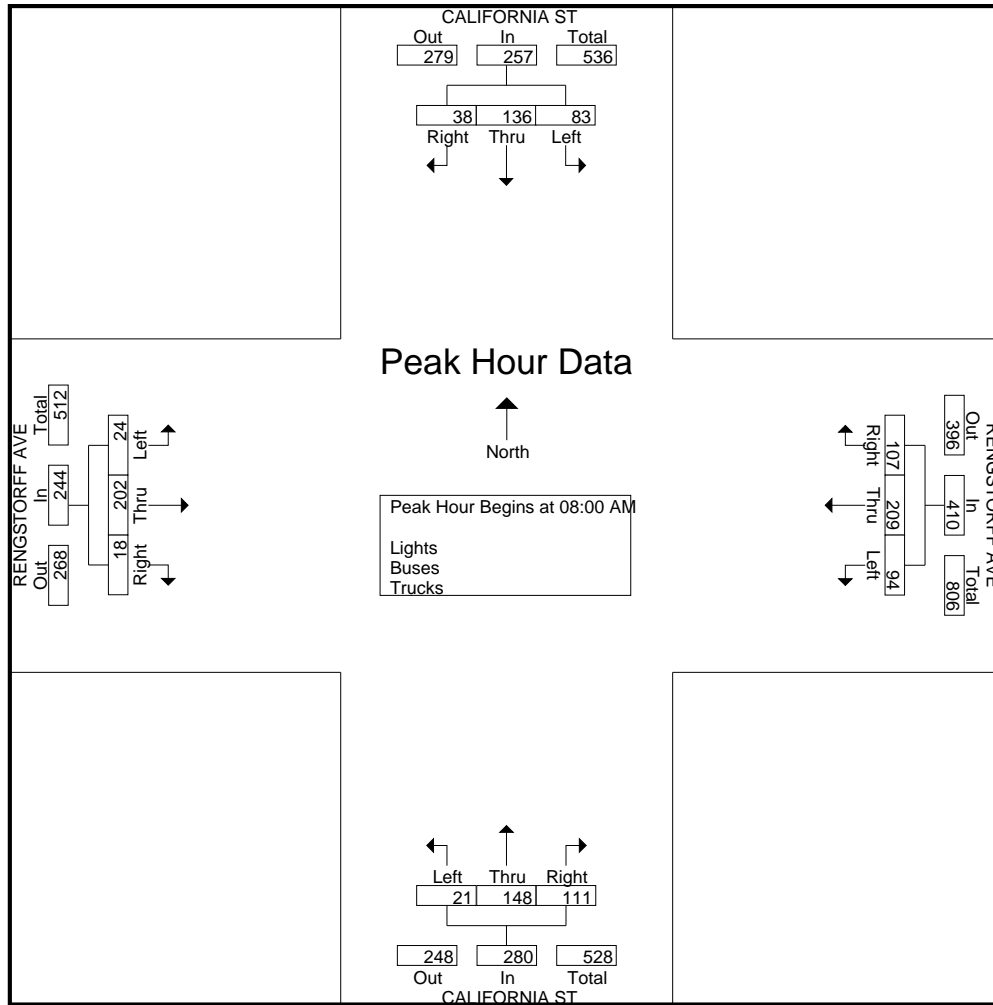 CALIFORNIA ST
Out In Total
279 257 536
38 136 83
Right Thru Left
Peak Hour Data
North
Peak Hour Begins at 08:00 AM
Lights
Buses
Trucks
RENGSTORFF AVE
Total In Out
512 244 268
24 202 18
Left Thru Right
RENGSTORFF AVE
Out In Total
396 410 806
107 209 94
Right Thru Left
Left Thru Right
21 148 111
248 280 528
Out In Total
CALIFORNIA ST